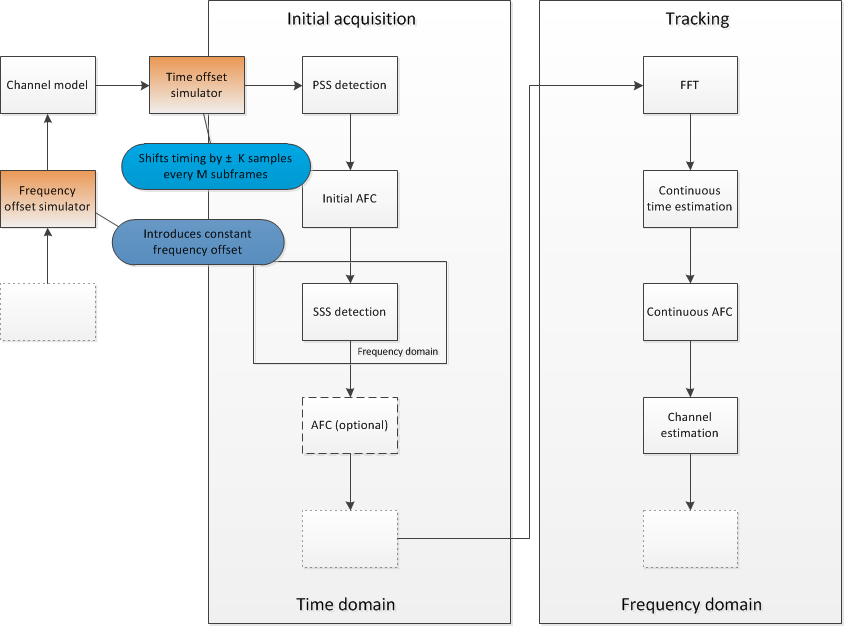 Initial acquisition
Tracking
Channel model
Time offset
simulator
PSS detection
FFT
Shifts timing by ± K samples
every M subframes
Frequency
offset simulator
Initial AFC
Continuous
time estimation
Introduces constant
frequency offset
SSS detection
Continuous AFC
Frequency domain
AFC (optional)
Channel
estimation
Time domain
Frequency domain